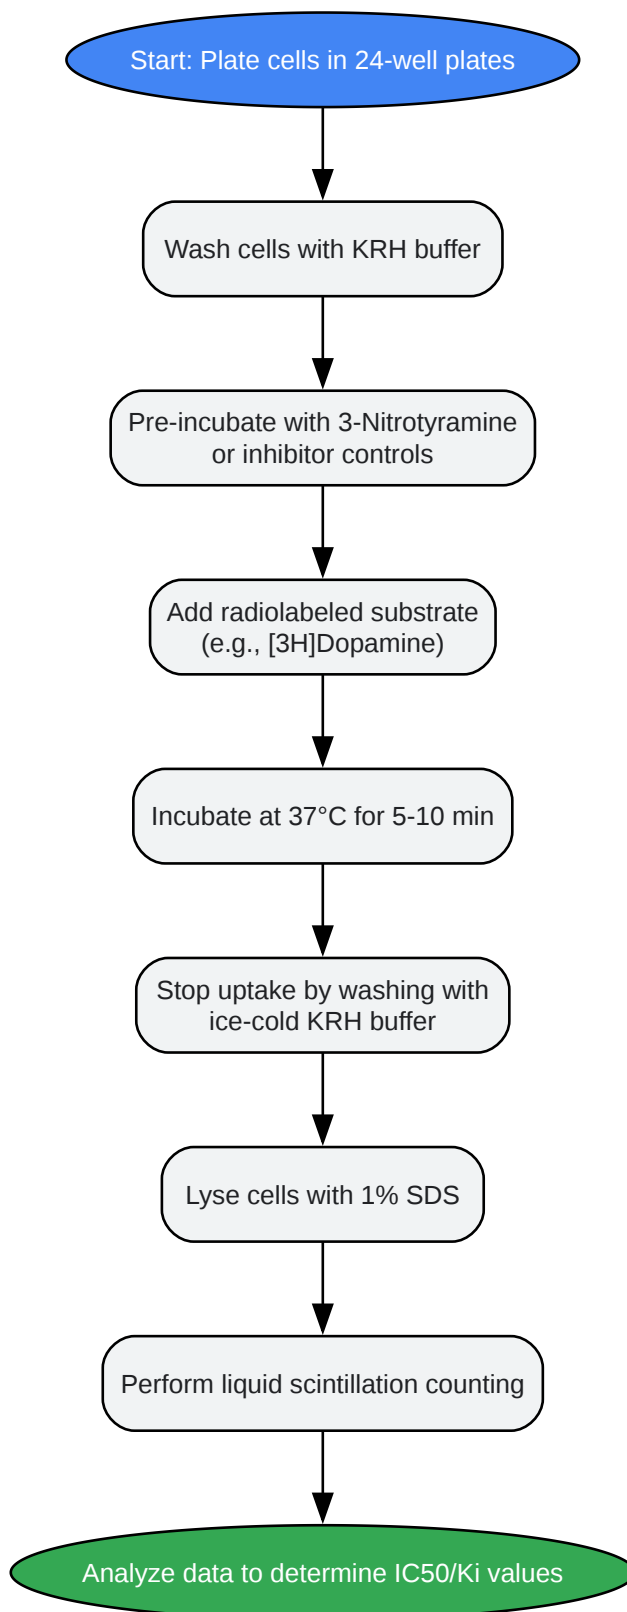 Start: Plate cells in 24-well plates
Wash cells with KRH buffer
Pre-incubate with 3-Nitrotyramine
or inhibitor controls
Add radiolabeled substrate
(e.g., [3H]Dopamine)
Incubate at 37°C for 5-10 min
Stop uptake by washing with
ice-cold KRH buffer
Lyse cells with 1% SDS
Perform liquid scintillation counting
Analyze data to determine IC50/Ki values